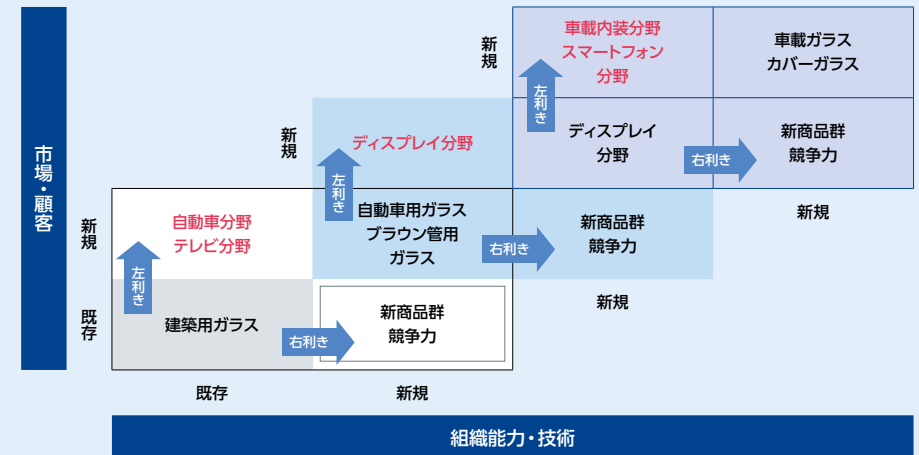 市場・顧客
新規
車載内装分野
スマートフォン
分野
車載ガラス
カバーガラス
左利き
新規
ディスプレイ分野
ディスプレイ
分野
右利き
新商品群
競争力
左利き
新規
新規
自動車分野
テレビ分野
自動車用ガラス
ブラウン管用
ガラス
右利き
新商品群
競争力
左利き
新規
既存
建築用ガラス
右利き
新商品群
競争力
既存
新規
組織能力・技術